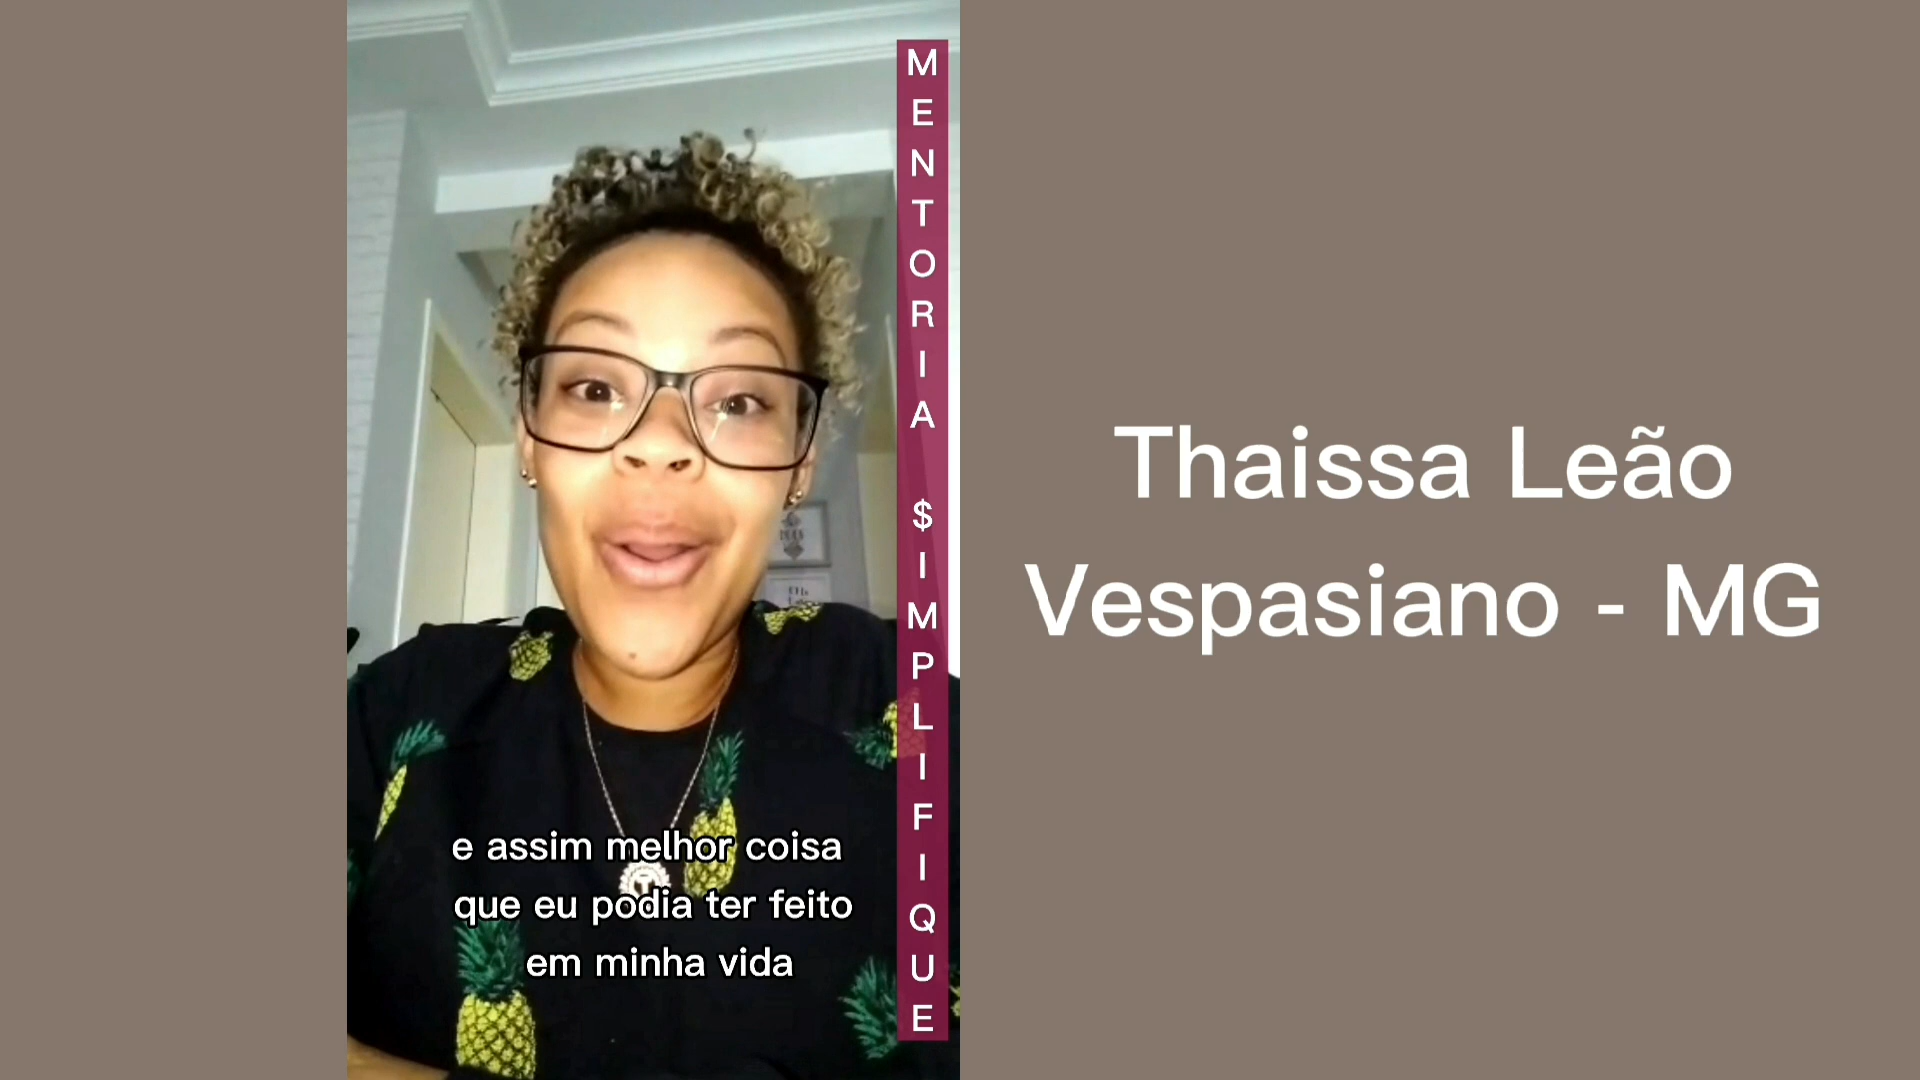 MENTORIA $IMPLIFIQUE
e assim melhor coisa
que eu podia ter feito
em minha vida
Thaissa Leão
Vespasiano - MG